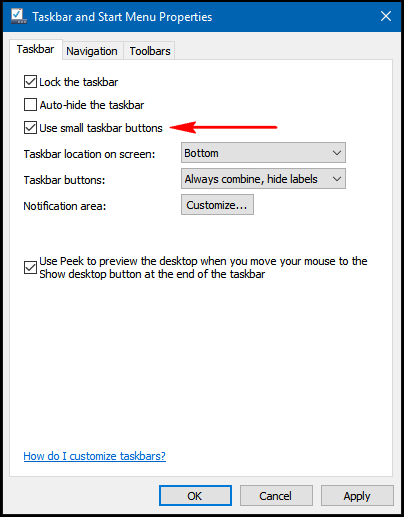 Taskbar and Start Menu Properties
Taskbar Navigation Toolbars
Lock the taskbar
Auto-hide the taskbar
Use small taskbar buttons
Taskbar location on screen: Bottom
Taskbar buttons: Always combine, hide labels
Notification area: Customize...
Use Peek to preview the desktop when you move your mouse to the
Show desktop button at the end of the taskbar
How do I customize taskbars?
OK Cancel Apply